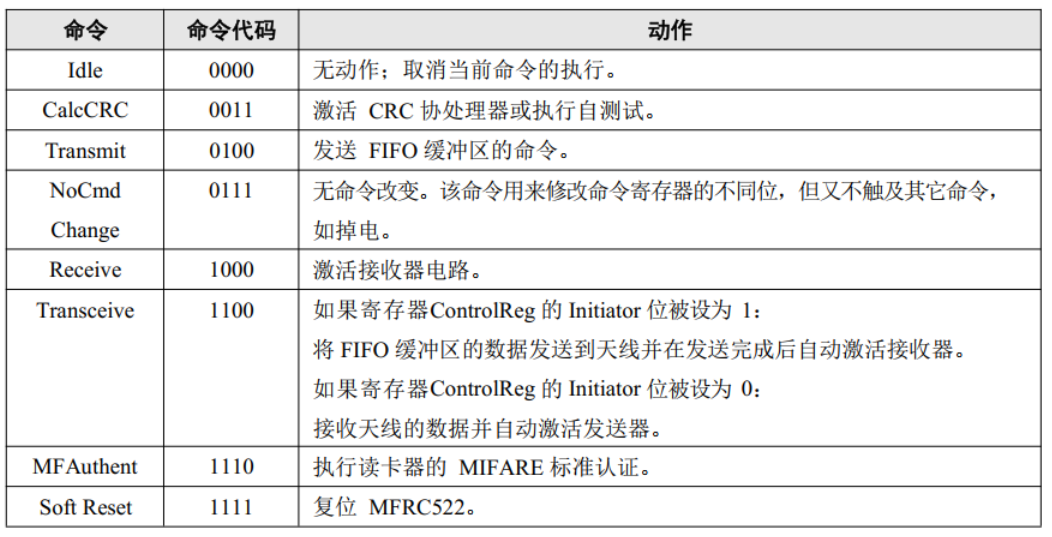 命令 命令代码 动作
Idle 0000 无动作；取消当前命令的执行。
CalcCRC 0011 激活 CRC 协处理器或执行自测试。
Transmit 0100 发送 FIFO 缓冲区的命令。
NoCmd 0111 无命令改变。该命令用来修改命令寄存器的不同位，但又不触及其它命令，
Change 如掉电。
Receive 1000 激活接收器电路。
Transceive 1100 如果寄存器ControlReg 的 Initiator 位被设为 1：
将 FIFO 缓冲区的数据发送到天线并在发送完成后自动激活接收器。
如果寄存器ControlReg 的 Initiator 位被设为 0：
接收天线的数据并自动激活发送器。
MFAuthent 1110 执行读卡器的 MIFARE 标准认证。
Soft Reset 1111 复位 MFRC522。